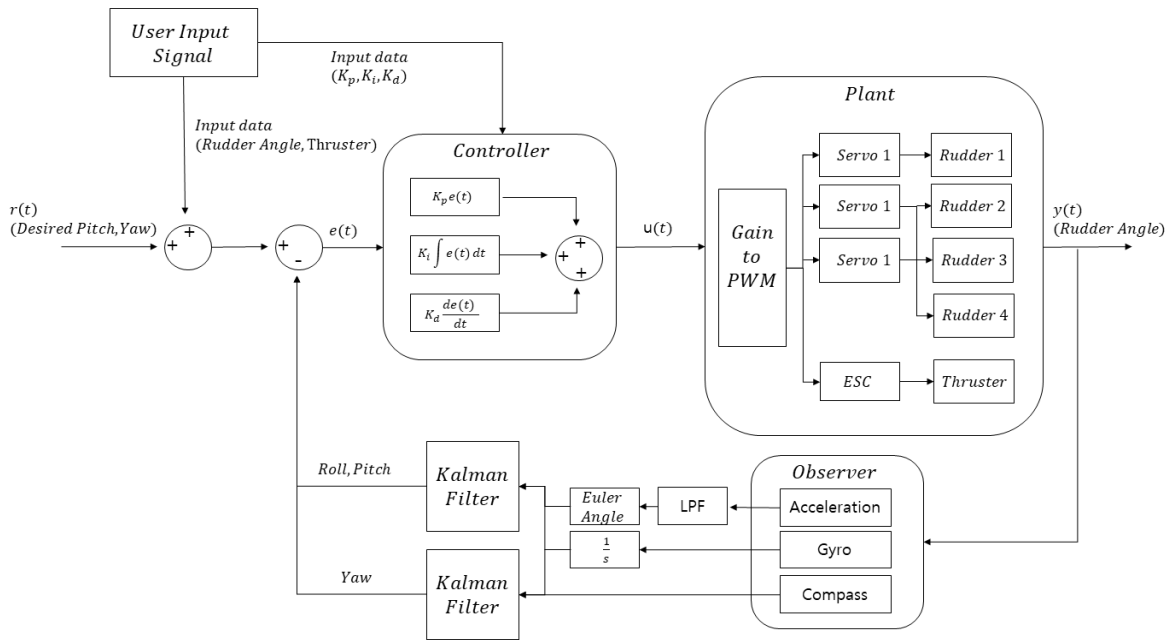 User Input
Signal
Input data
(Kp, Ki, Kd)
Input data
(Rudder Angle, Thruster)
r(t)
(Desired Pitch, Yaw)
+
+
+
-
e(t)
Controller
Kp e(t)
Ki ∫ e(t) dt
Kd de(t)/dt
+
+
+
u(t)
Plant
Gain
to
PWM
Servo 1
Rudder 1
Servo 1
Rudder 2
Servo 1
Rudder 3
Rudder 4
ESC
Thruster
y(t)
(Rudder Angle)
Observer
Acceleration
Gyro
Compass
LPF
Euler
Angle
1/s
Kalman
Filter
Roll, Pitch
Kalman
Filter
Yaw